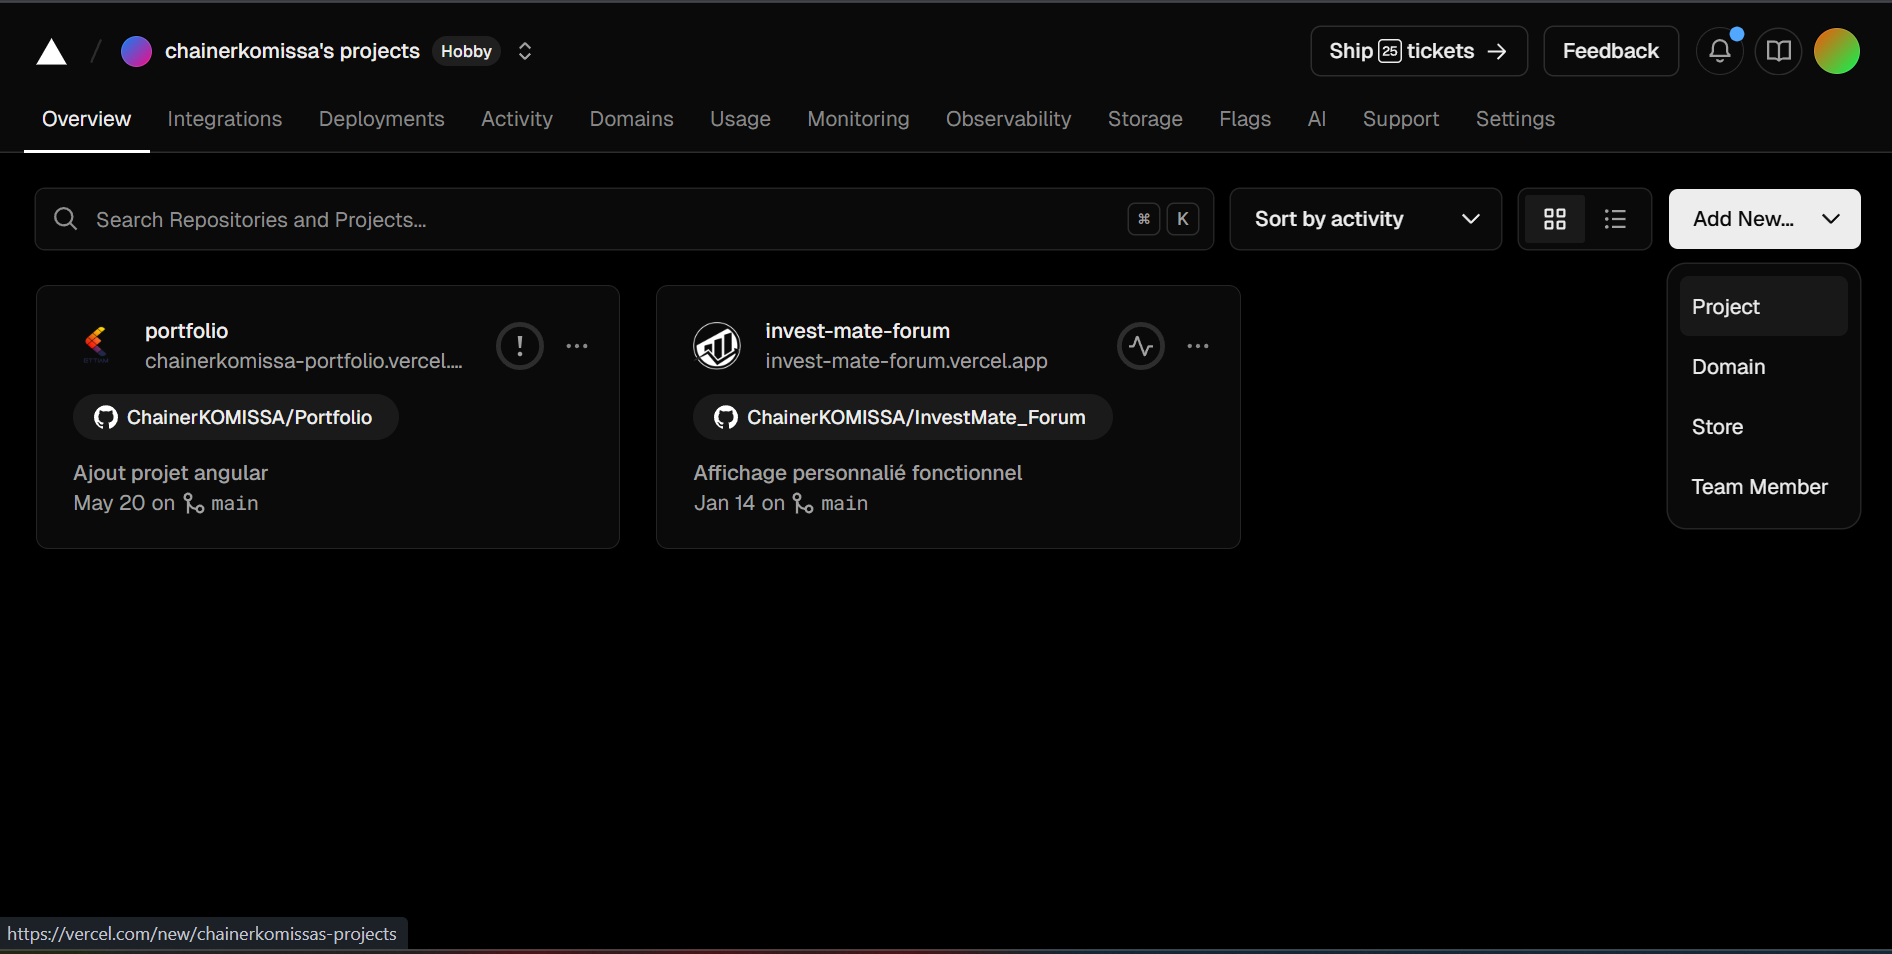 chainerkomissa's projects Hobby
Ship 25 tickets → Feedback
Overview Integrations Deployments Activity Domains Usage Monitoring Observability Storage Flags AI Support Settings
Search Repositories and Projects... ⌘ K
Sort by activity
Add New...
Project
Domain
Store
Team Member
portfolio
chainerkomissa-portfolio.vercel....
ChainerKOMISSA/Portfolio
Ajout projet angular
May 20 on main
invest-mate-forum
invest-mate-forum.vercel.app
ChainerKOMISSA/InvestMate_Forum
Affichage personnalié fonctionnel
Jan 14 on main
https://vercel.com/new/chainerkomissas-projects